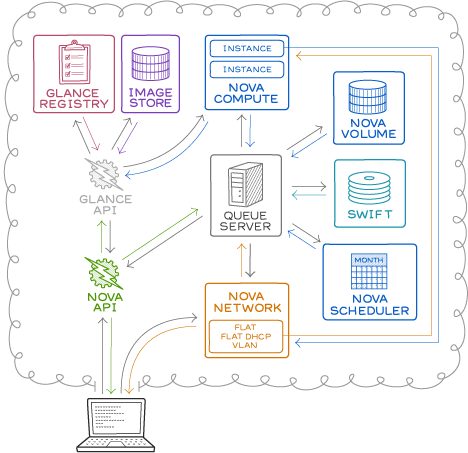 INSTANCE
INSTANCE
NOVA
COMPUTE
GLANCE
REGISTRY
IMAGE
STORE
NOVA
VOLUME
GLANCE
API
QUEUE
SERVER
SWIFT
MONTH
NOVA
SCHEDULER
NOVA
API
NOVA
NETWORK
FLAT
FLAT DHCP
VLAN